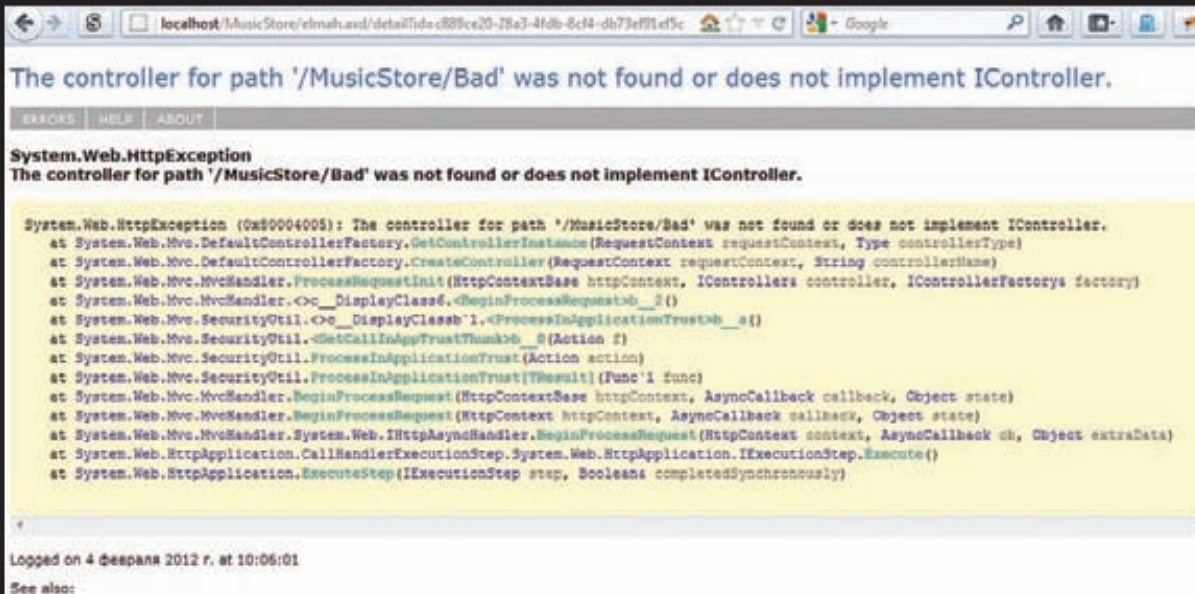 localhost/MusicStore/elmah.axd/detail?id=c889ce20-28a3-4fdb-8cf4-db73ef91ef5c
Google
The controller for path '/MusicStore/Bad' was not found or does not implement IController.
ERRORS HELP ABOUT
System.Web.HttpException
The controller for path '/MusicStore/Bad' was not found or does not implement IController.
System.Web.HttpException (0x80004005): The controller for path '/MusicStore/Bad' was not found or does not implement IController.
at System.Web.Mvc.DefaultControllerFactory.GetControllerInstance(RequestContext requestContext, Type controllerType)
at System.Web.Mvc.DefaultControllerFactory.CreateController(RequestContext requestContext, String controllerName)
at System.Web.Mvc.MvcHandler.ProcessRequestInit(HttpContextBase httpContext, IController& controller, IControllerFactory& factory)
at System.Web.Mvc.MvcHandler.<>c__DisplayClass6.<BeginProcessRequest>b__2()
at System.Web.Mvc.SecurityUtil.<>c__DisplayClassb`1.<ProcessInApplicationTrust>b__a()
at System.Web.Mvc.SecurityUtil.<GetCallInAppTrustThunk>b__0(Action f)
at System.Web.Mvc.SecurityUtil.ProcessInApplicationTrust(Action action)
at System.Web.Mvc.SecurityUtil.ProcessInApplicationTrust[TResult](Func`1 func)
at System.Web.Mvc.MvcHandler.BeginProcessRequest(HttpContextBase httpContext, AsyncCallback callback, Object state)
at System.Web.Mvc.MvcHandler.BeginProcessRequest(HttpContext httpContext, AsyncCallback callback, Object state)
at System.Web.Mvc.MvcHandler.System.Web.IHttpAsyncHandler.BeginProcessRequest(HttpContext context, AsyncCallback cb, Object extraData)
at System.Web.HttpApplication.CallHandlerExecutionStep.System.Web.HttpApplication.IExecutionStep.Execute()
at System.Web.HttpApplication.ExecuteStep(IExecutionStep step, Boolean& completedSynchronously)
Logged on 4 февраля 2012 г. at 10:06:01
See also: